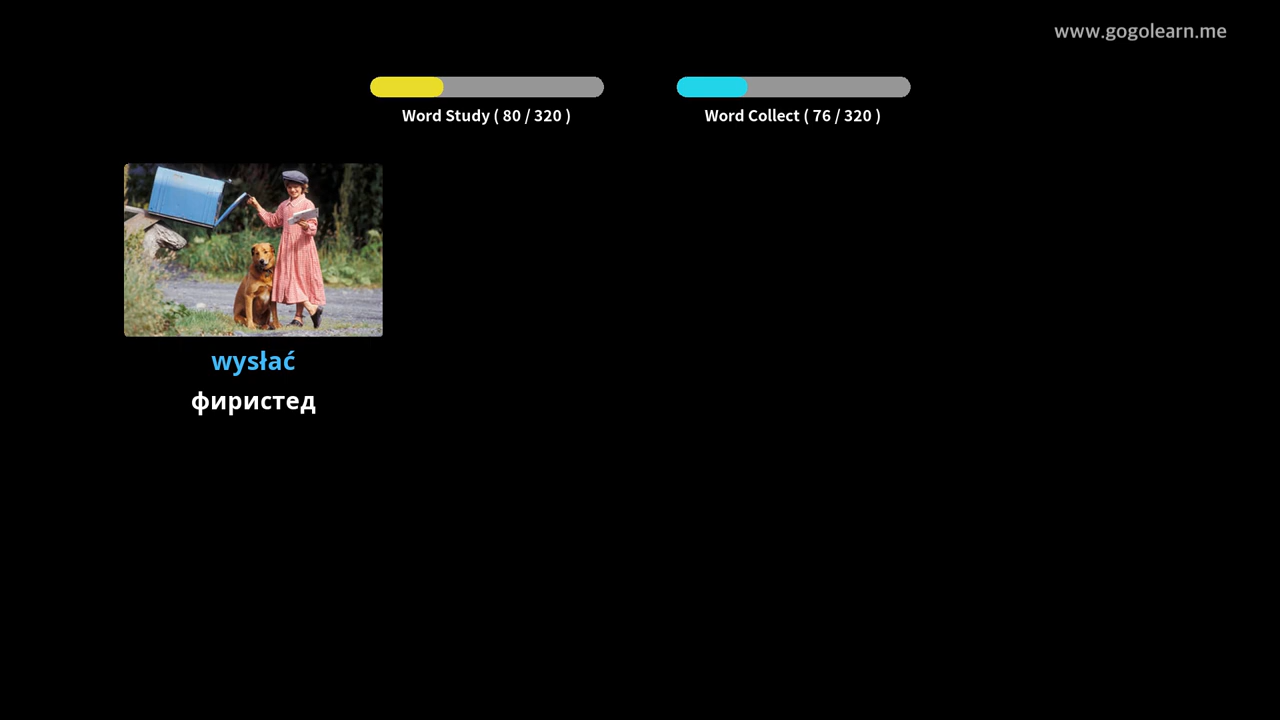 www.gogolearn.me
Word Study ( 80 / 320 )
Word Collect ( 76 / 320 )
wysłać
фиристед